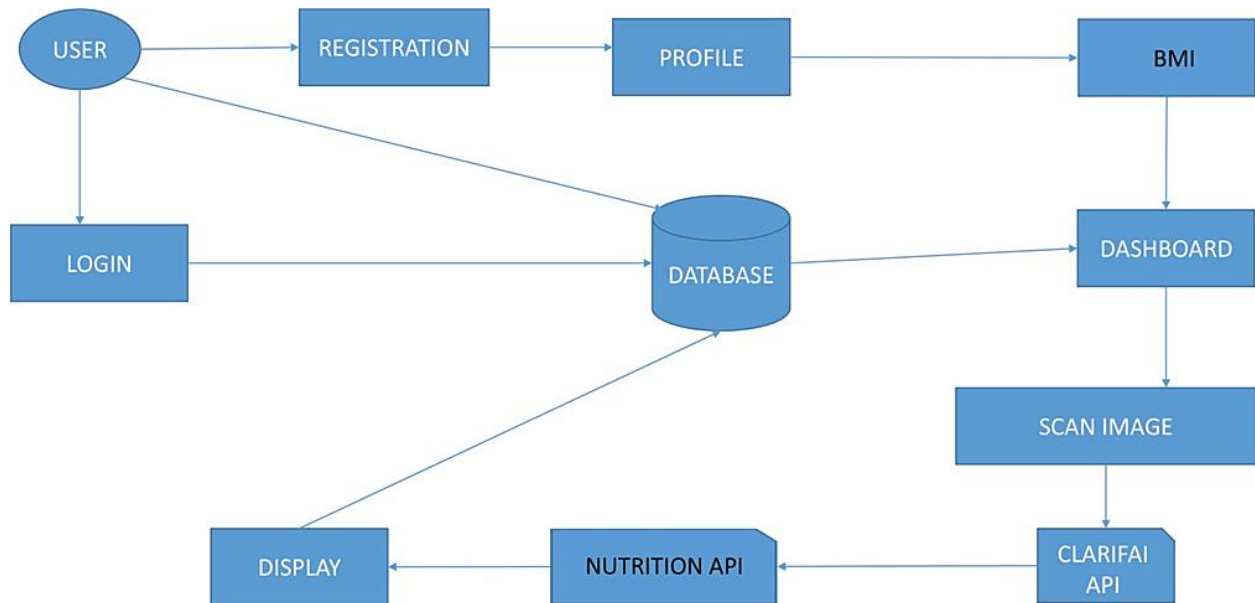 USER
REGISTRATION
PROFILE
BMI
LOGIN
DATABASE
DASHBOARD
SCAN IMAGE
DISPLAY
NUTRITION API
CLARIFAI
API